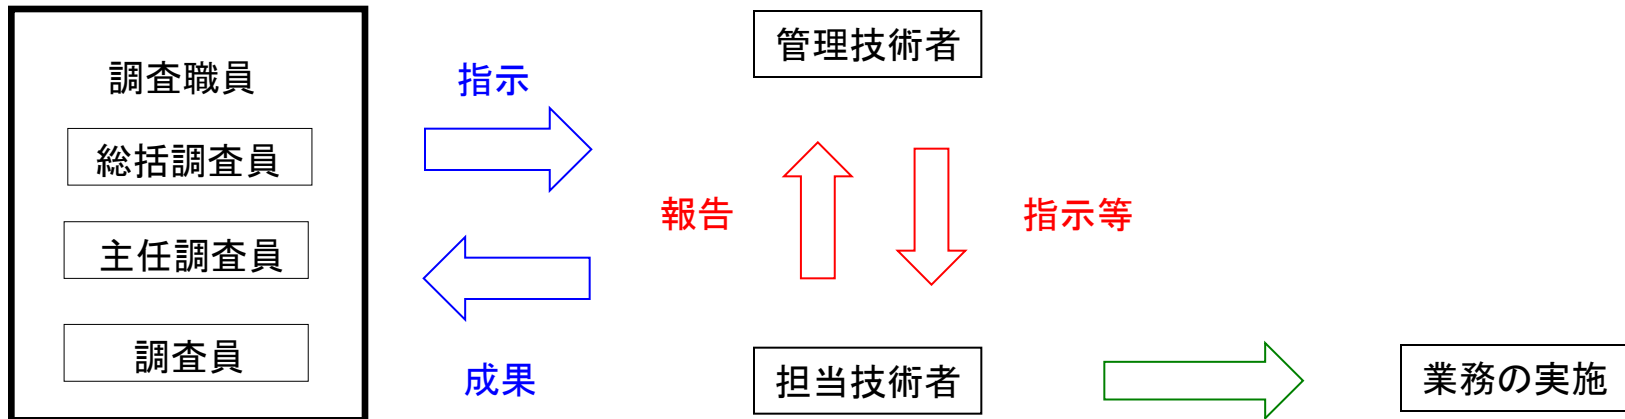 調査職員
総括調査員
主任調査員
調査員
指示
成果
管理技術者
報告
指示等
担当技術者
業務の実施